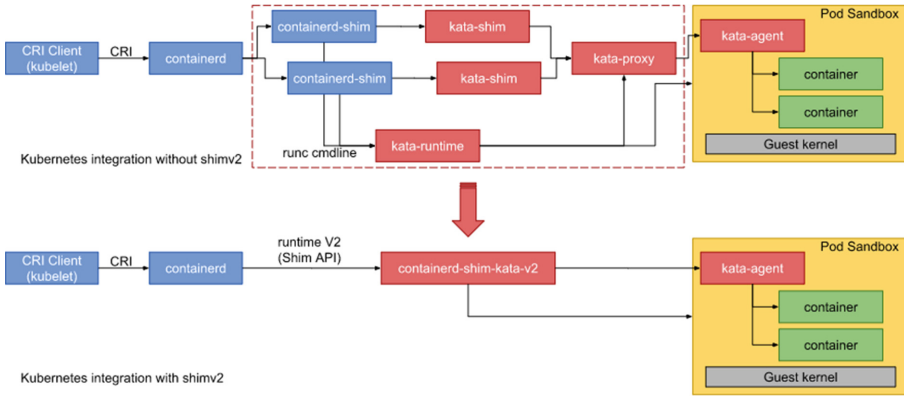 Pod Sandbox
containerd-shim
kata-shim
kata-agent
CRI Client
(kubelet)
CRI
containerd
kata-proxy
containerd-shim
kata-shim
container
container
kata-runtime
Guest kernel
runc cmdline
Kubernetes integration without shimv2
Pod Sandbox
runtime V2
(Shim API)
CRI Client
(kubelet)
CRI
containerd
containerd-shim-kata-v2
kata-agent
container
container
Guest kernel
Kubernetes integration with shimv2